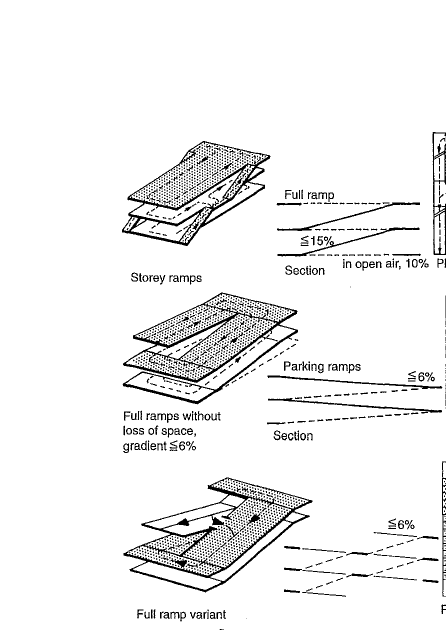 Full ramp
≦15%
in open air, 10%
Section
Pl
Storey ramps
Parking ramps
≦6%
Full ramps without
loss of space,
gradient ≦6%
Section
≦6%
Full ramp variant